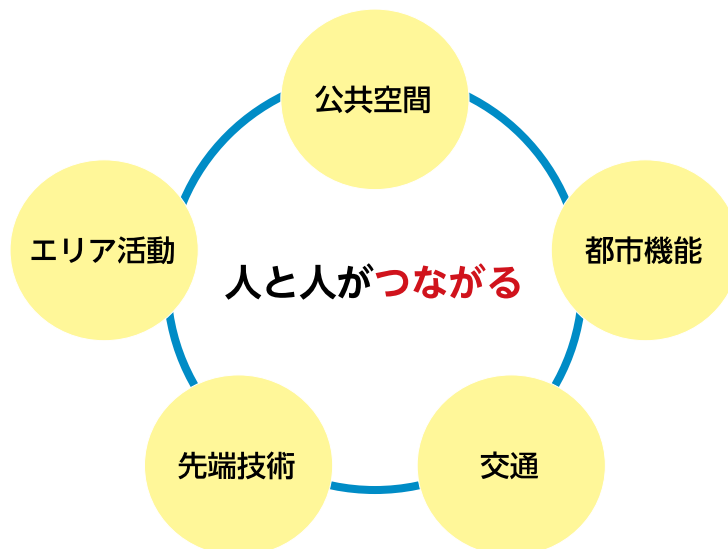 公共空間
エリア活動
都市機能
人と人がつながる
先端技術
交通